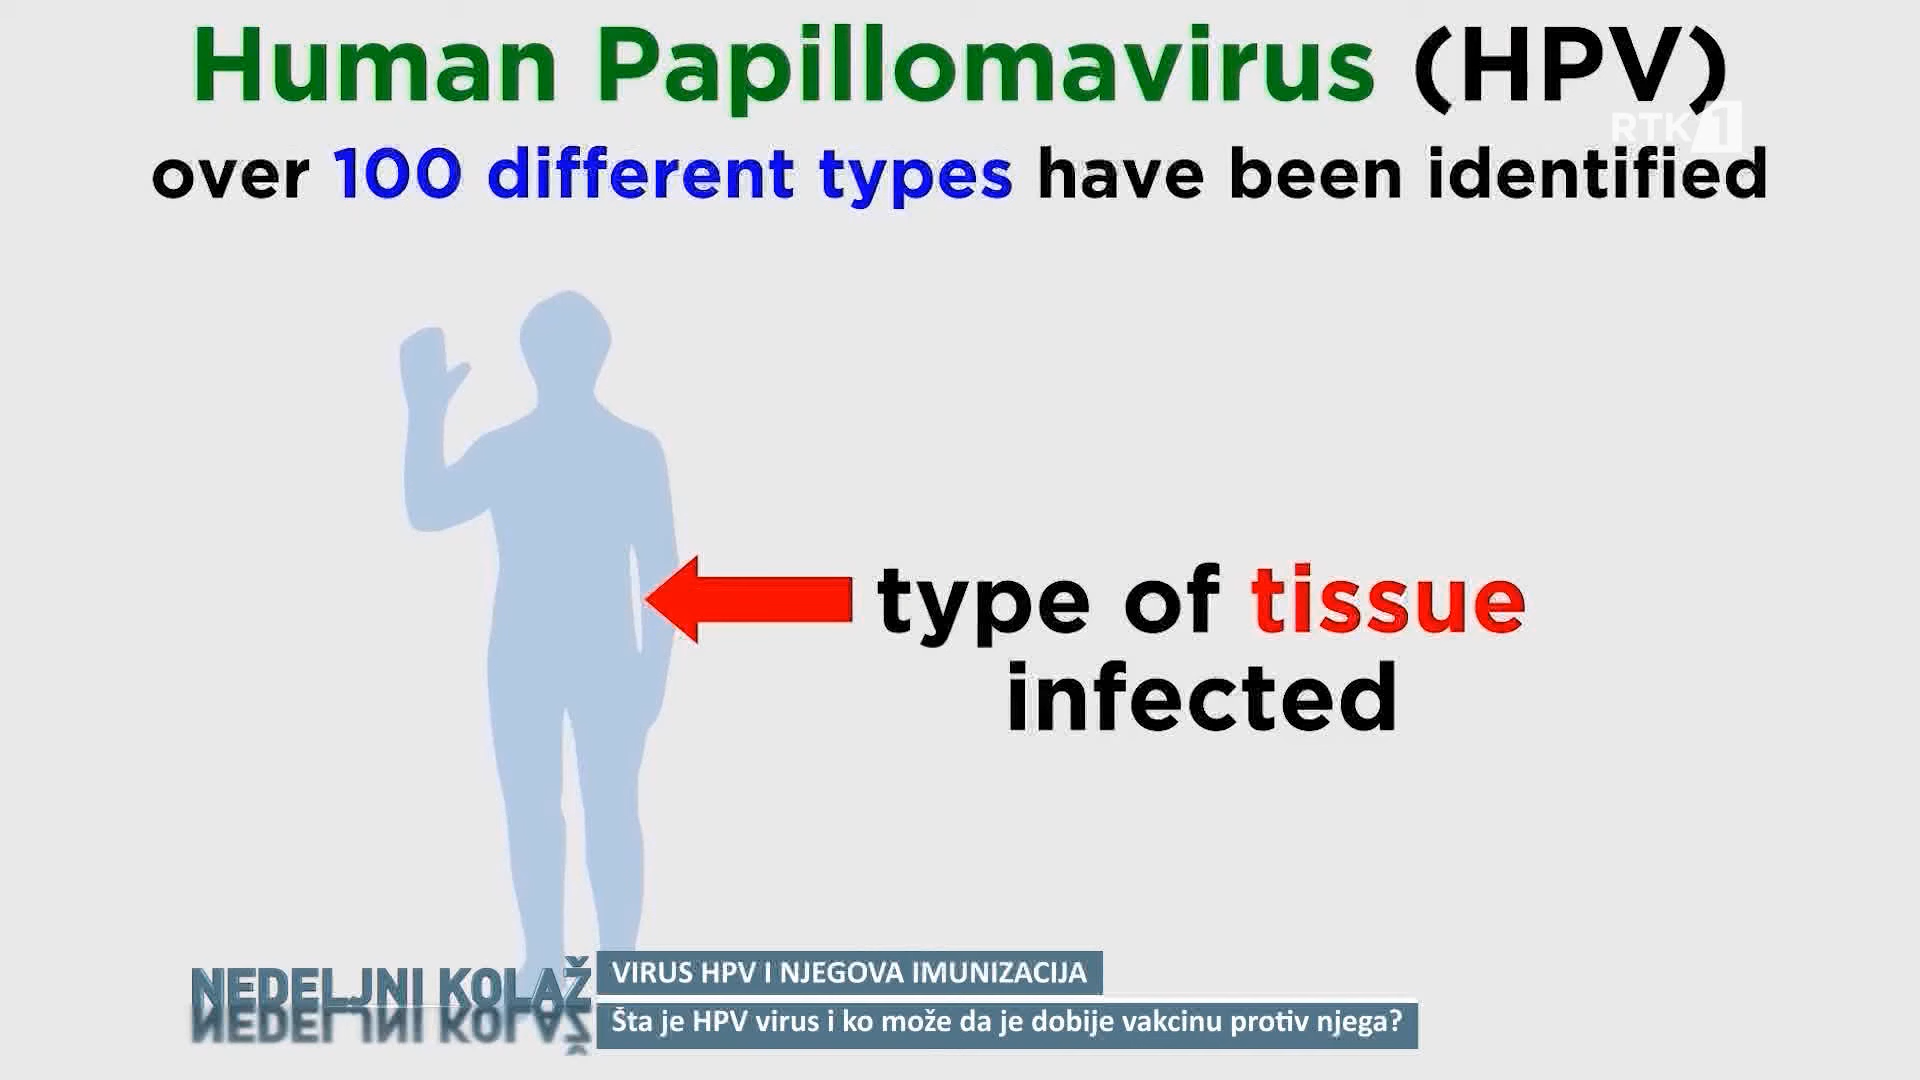 Human Papillomavirus (HPV)
RTK 1
over 100 different types have been identified
type of tissue
infected
NEDELJNI KOLAŽ
VIRUS HPV I NJEGOVA IMUNIZACIJA
Šta je HPV virus i ko može da je dobije vakcinu protiv njega?